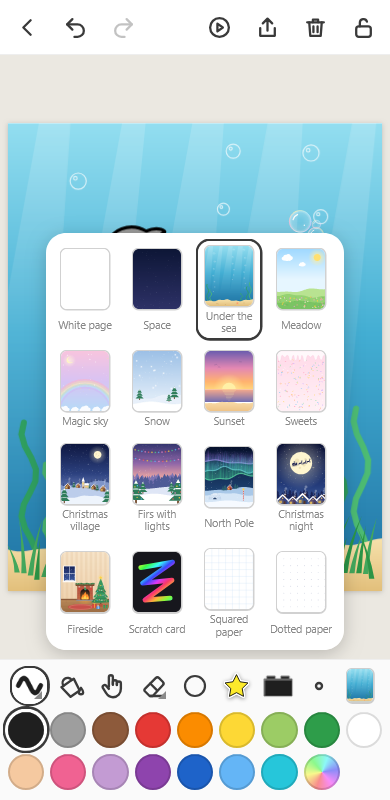 White page
Space
Under the
sea
Meadow
Magic sky
Snow
Sunset
Sweets
Christmas
village
Firs with
lights
North Pole
Christmas
night
Fireside
Scratch card
Squared
paper
Dotted paper